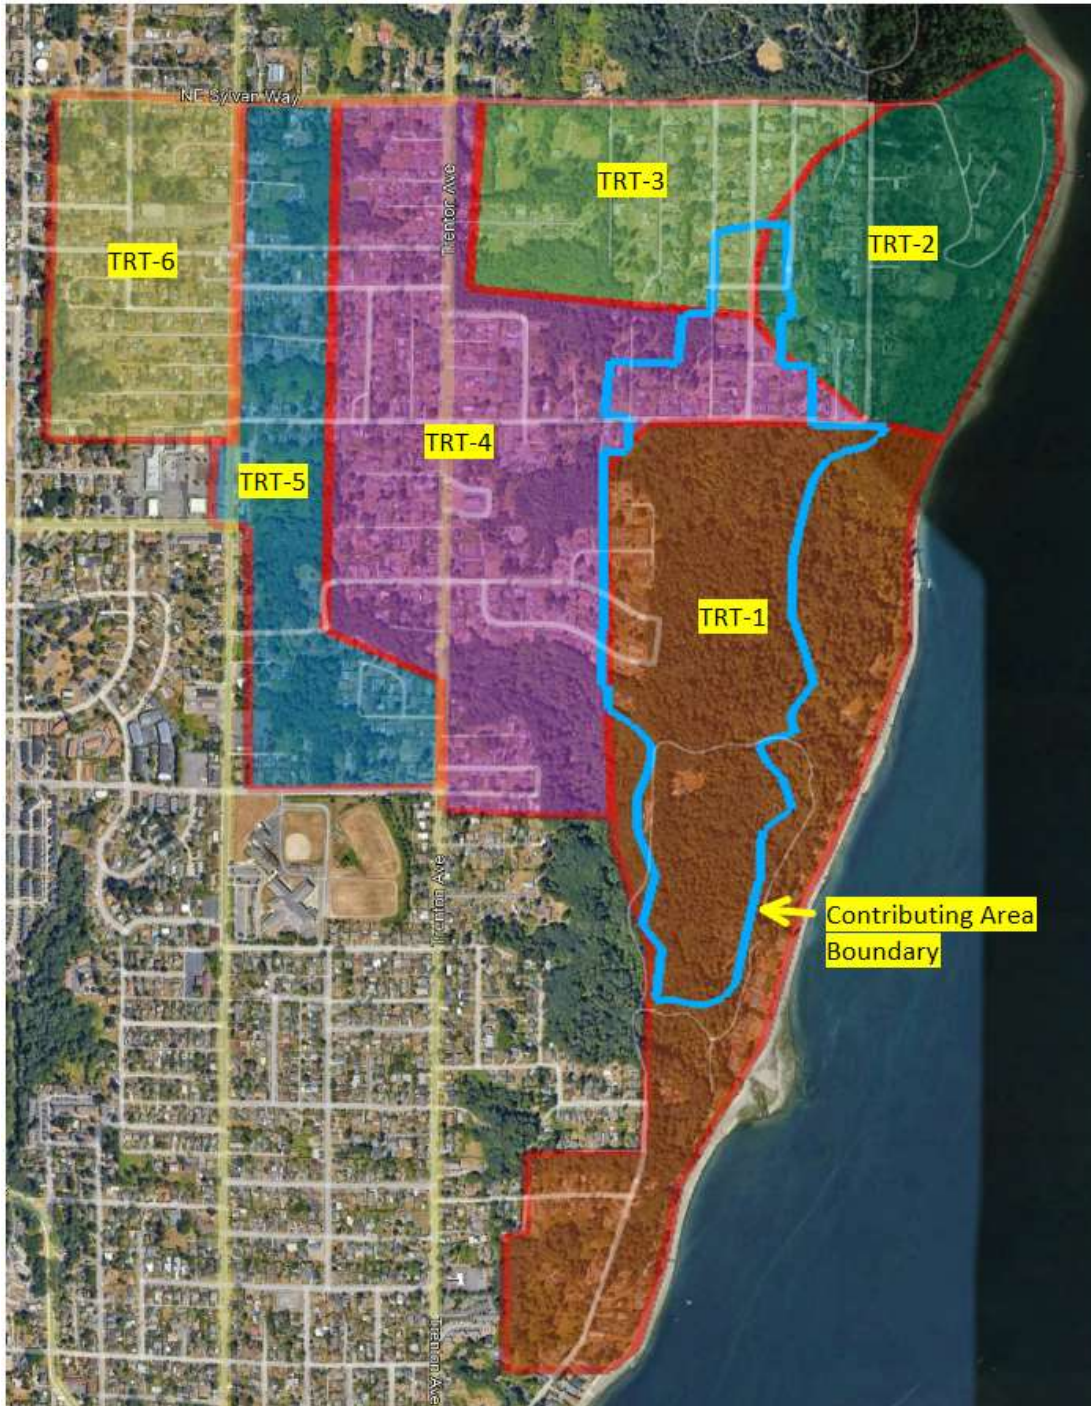 NE Sylvan Way
Trenton Ave
TRT-3
TRT-2
TRT-6
TRT-4
TRT-5
TRT-1
Trenton Ave
Contributing Area
Boundary
Trenton Ave